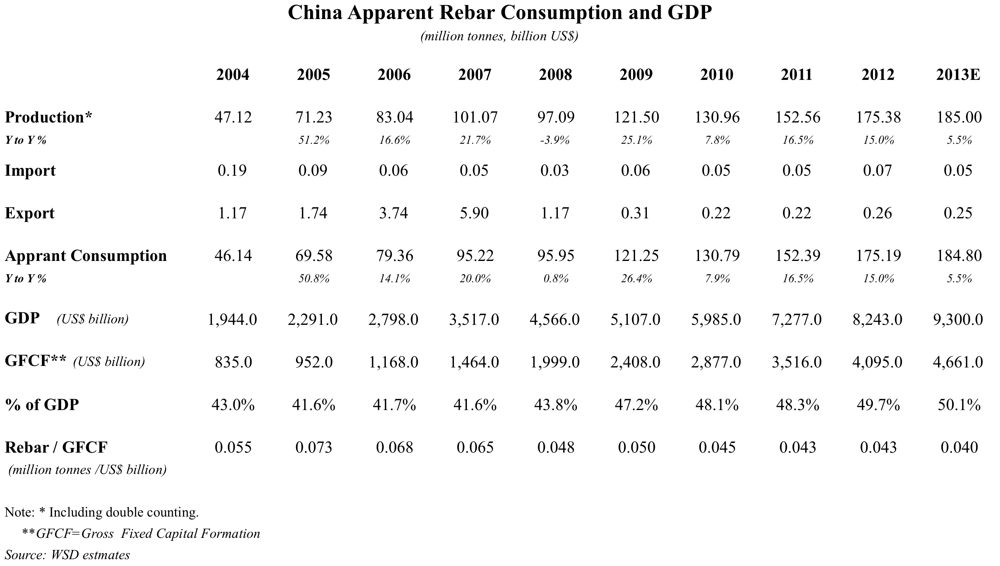 China Apparent Rebar Consumption and GDP
(million tonnes, billion US$)
2004 2005 2006 2007 2008 2009 2010 2011 2012 2013E
Production* 47.12 71.23 83.04 101.07 97.09 121.50 130.96 152.56 175.38 185.00
Y to Y % 51.2% 16.6% 21.7% -3.9% 25.1% 7.8% 16.5% 15.0% 5.5%
Import 0.19 0.09 0.06 0.05 0.03 0.06 0.05 0.05 0.07 0.05
Export 1.17 1.74 3.74 5.90 1.17 0.31 0.22 0.22 0.26 0.25
Apprant Consumption 46.14 69.58 79.36 95.22 95.95 121.25 130.79 152.39 175.19 184.80
Y to Y % 50.8% 14.1% 20.0% 0.8% 26.4% 7.9% 16.5% 15.0% 5.5%
GDP (US$ billion) 1,944.0 2,291.0 2,798.0 3,517.0 4,566.0 5,107.0 5,985.0 7,277.0 8,243.0 9,300.0
GFCF** (US$ billion) 835.0 952.0 1,168.0 1,464.0 1,999.0 2,408.0 2,877.0 3,516.0 4,095.0 4,661.0
% of GDP 43.0% 41.6% 41.7% 41.6% 43.8% 47.2% 48.1% 48.3% 49.7% 50.1%
Rebar / GFCF 0.055 0.073 0.068 0.065 0.048 0.050 0.045 0.043 0.043 0.040
(million tonnes /US$ billion)
Note: * Including double counting.
**GFCF=Gross Fixed Capital Formation
Source: WSD estmates